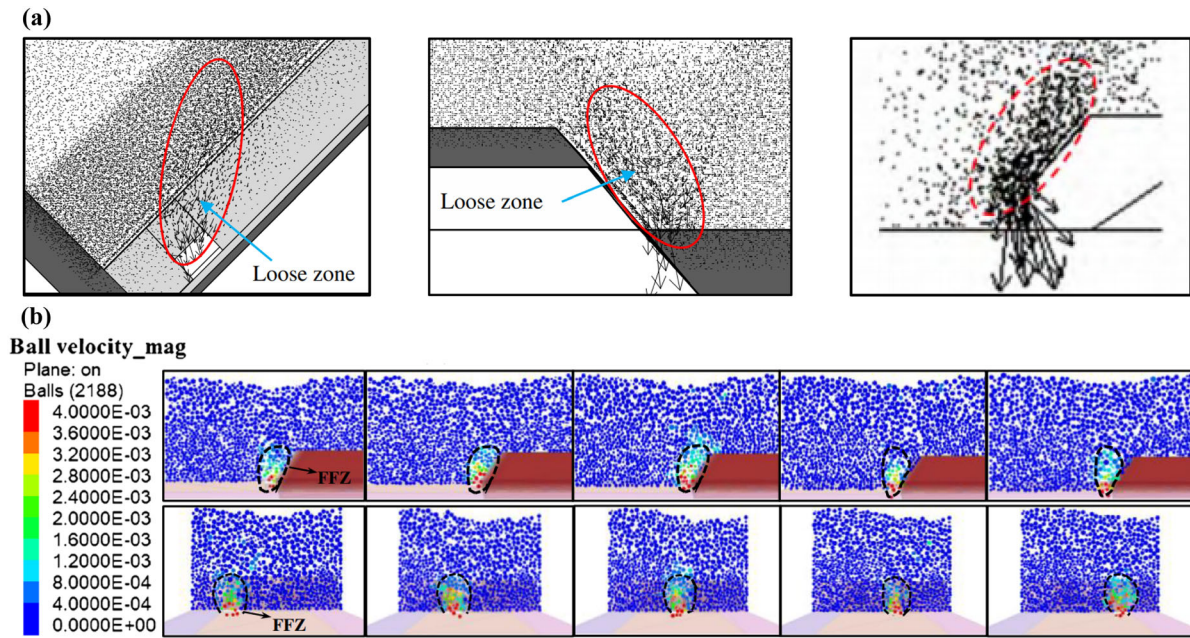 (a)
Loose zone
Loose zone
(b)
Ball velocity_mag
Plane: on
Balls (2188)
4.0000E-03
3.6000E-03
3.2000E-03
2.8000E-03
2.4000E-03
2.0000E-03
1.6000E-03
1.2000E-03
8.0000E-04
4.0000E-04
0.0000E+00
FFZ
FFZ